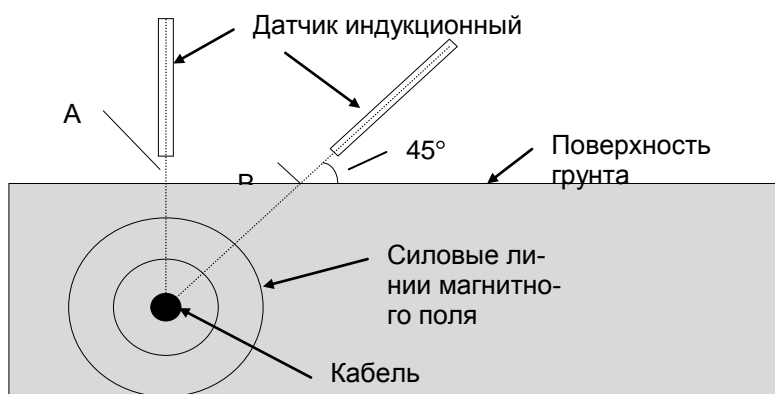 Датчик индукционный
А
45°
В
Поверхность
грунта
Силовые ли-
нии магнитно-
го поля
Кабель